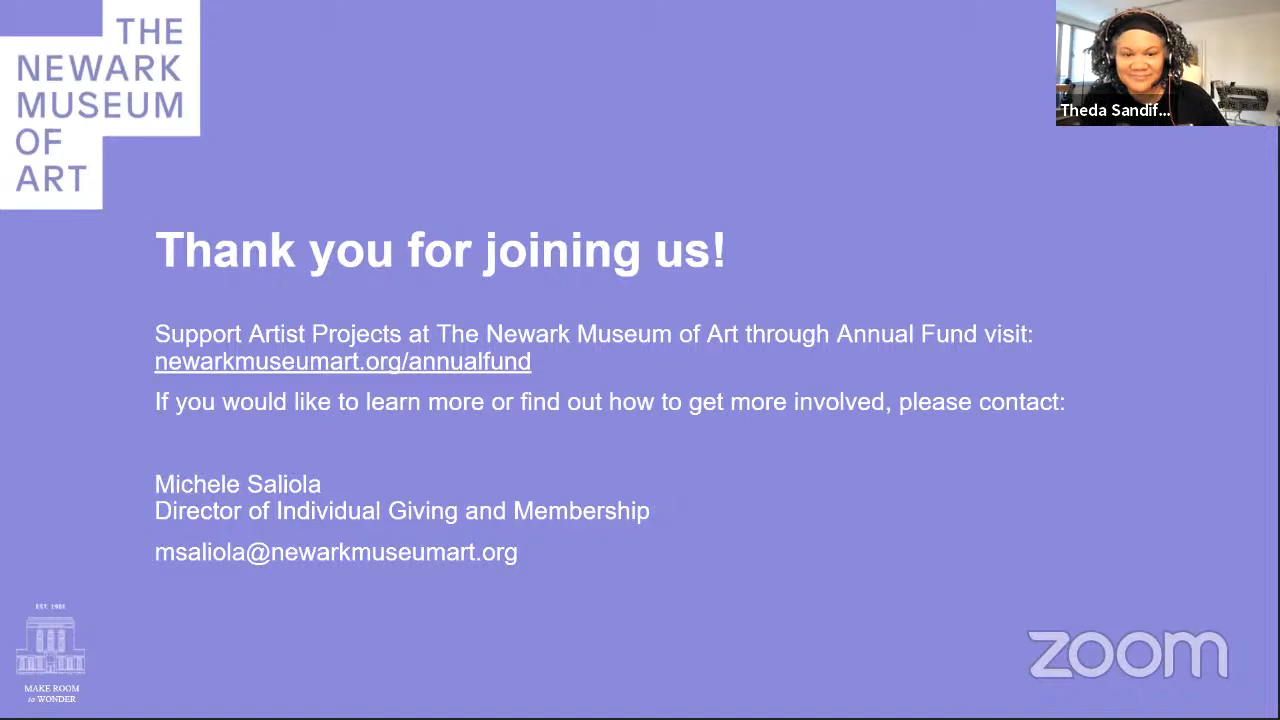 THE
NEWARK
MUSEUM
OF
ART
Theda Sandif...
Thank you for joining us!
Support Artist Projects at The Newark Museum of Art through Annual Fund visit:
newarkmuseumart.org/annualfund
If you would like to learn more or find out how to get more involved, please contact:
Michele Saliola
Director of Individual Giving and Membership
msaliola@newarkmuseumart.org
EST.
MAKE ROOM
to WONDER
zoom